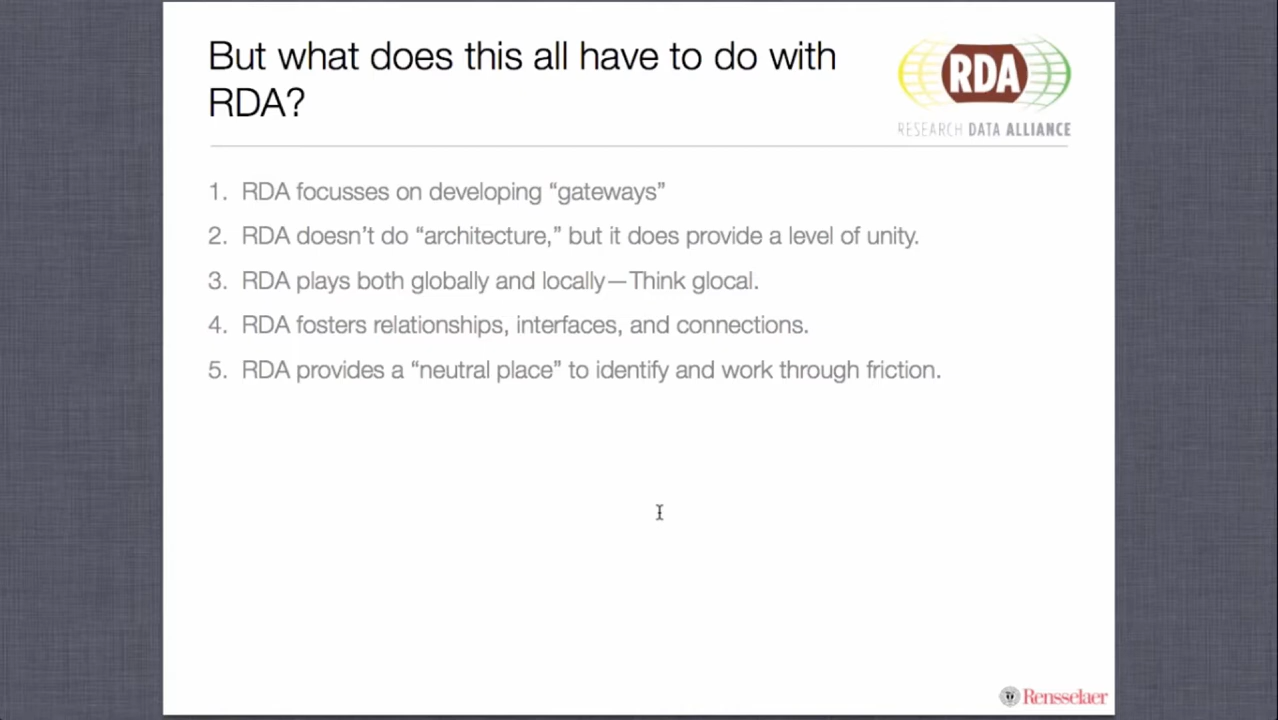 But what does this all have to do with
RDA?
RDA
RESEARCH DATA ALLIANCE
1. RDA focusses on developing “gateways”
2. RDA doesn’t do “architecture,” but it does provide a level of unity.
3. RDA plays both globally and locally—Think glocal.
4. RDA fosters relationships, interfaces, and connections.
5. RDA provides a “neutral place” to identify and work through friction.
Rensselaer